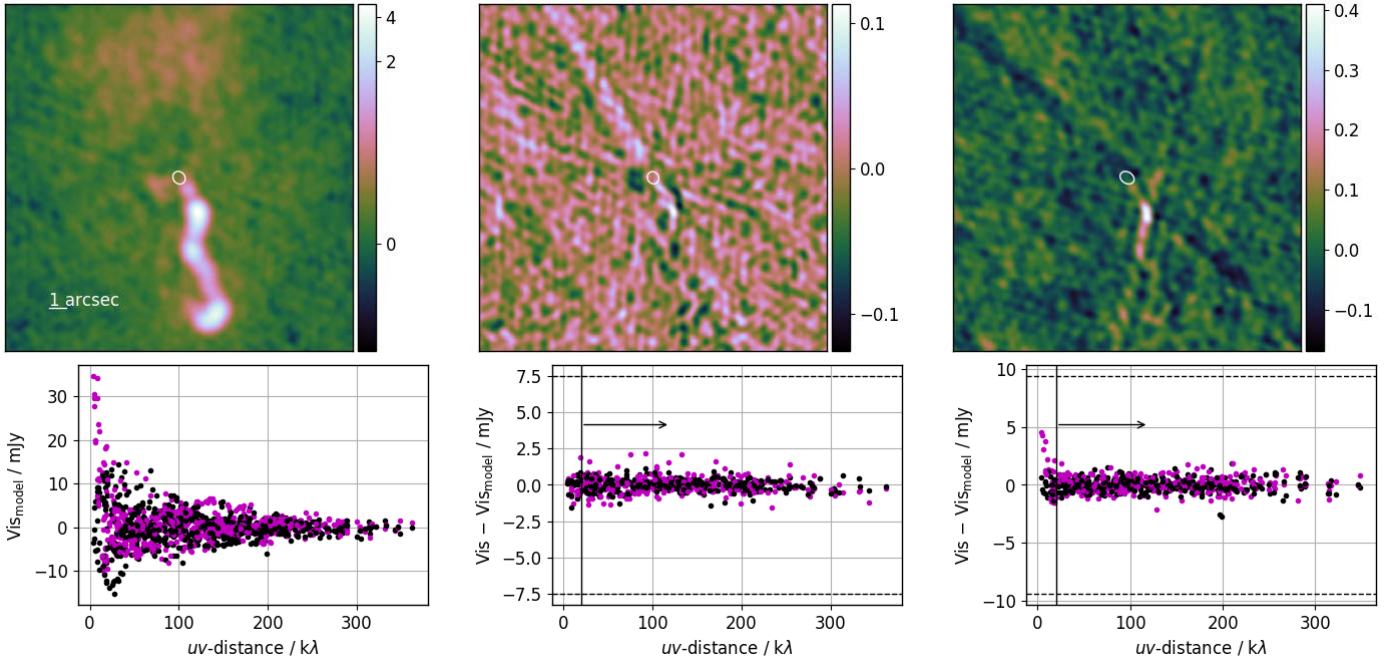 4
2
0
1 arcsec
0.1
0.0
−0.1
0.4
0.3
0.2
0.1
0.0
−0.1
30
20
10
0
−10
Vis_model / mJy
0 100 200 300
uv-distance / kλ
7.5
5.0
2.5
0.0
−2.5
−5.0
−7.5
Vis − Vis_model / mJy
0 100 200 300
uv-distance / kλ
10
5
0
−5
−10
Vis − Vis_model / mJy
0 100 200 300
uv-distance / kλ